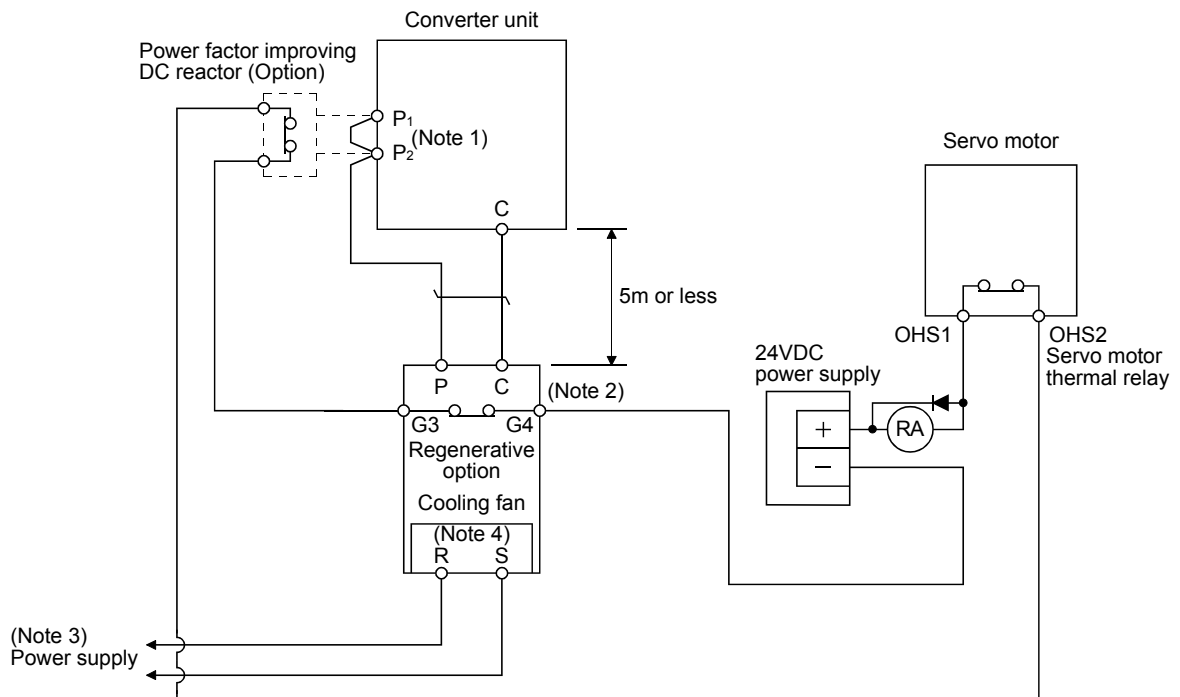 Converter unit
Power factor improving
DC reactor (Option)
P1
(Note 1)
P2
C
Servo motor
5m or less
OHS1
OHS2
Servo motor
thermal relay
24VDC
power supply
+
−
RA
P
C
(Note 2)
G3
G4
Regenerative
option
Cooling fan
(Note 4)
R
S
(Note 3)
Power supply